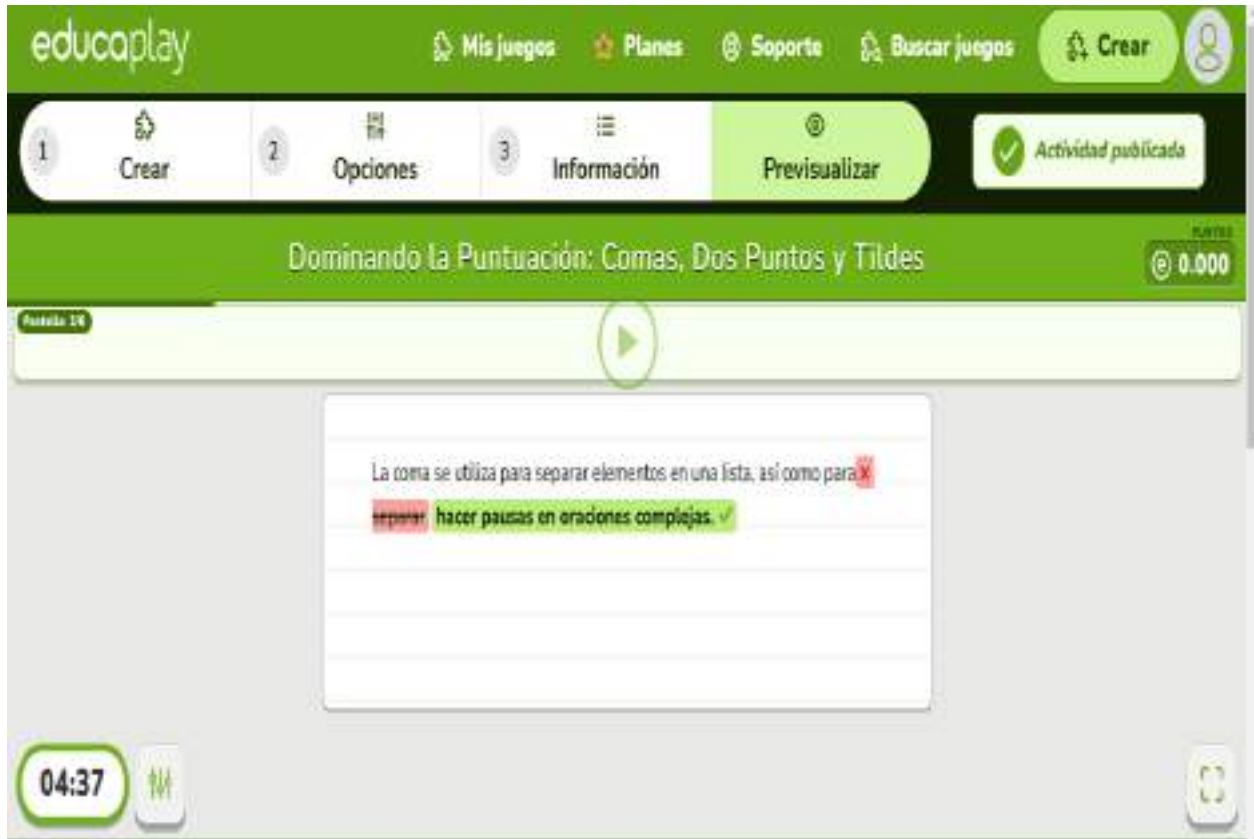 educaplay
Mis juegos Planes Soporte Buscar juegos Crear
1 Crear 2 Opciones 3 Información Previsualizar Actividad publicada
Dominando la Puntuación: Comas, Dos Puntos y Tildes
PUNTOS
0.000
Pantalla
La coma se utiliza para separar elementos en una lista, así como para
separar hacer pausas en oraciones complejas.
04:37